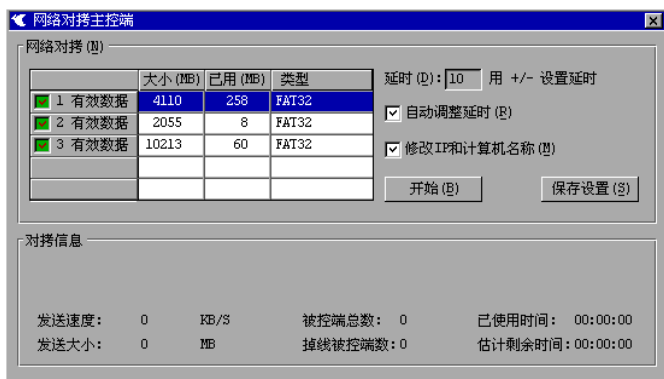 网络对拷主控端
网络对拷(N)
大小(MB) 已用(MB) 类型
1 有效数据 4110 258 FAT32
2 有效数据 2055 8 FAT32
3 有效数据 10213 60 FAT32
延时(D): 10 用 +/- 设置延时
自动调整延时(R)
修改IP和计算机名称(M)
开始(B) 保存设置(S)
对拷信息
发送速度: 0 KB/S 被控端总数: 0 已使用时间: 00:00:00
发送大小: 0 MB 掉线被控端数:0 估计剩余时间:00:00:00